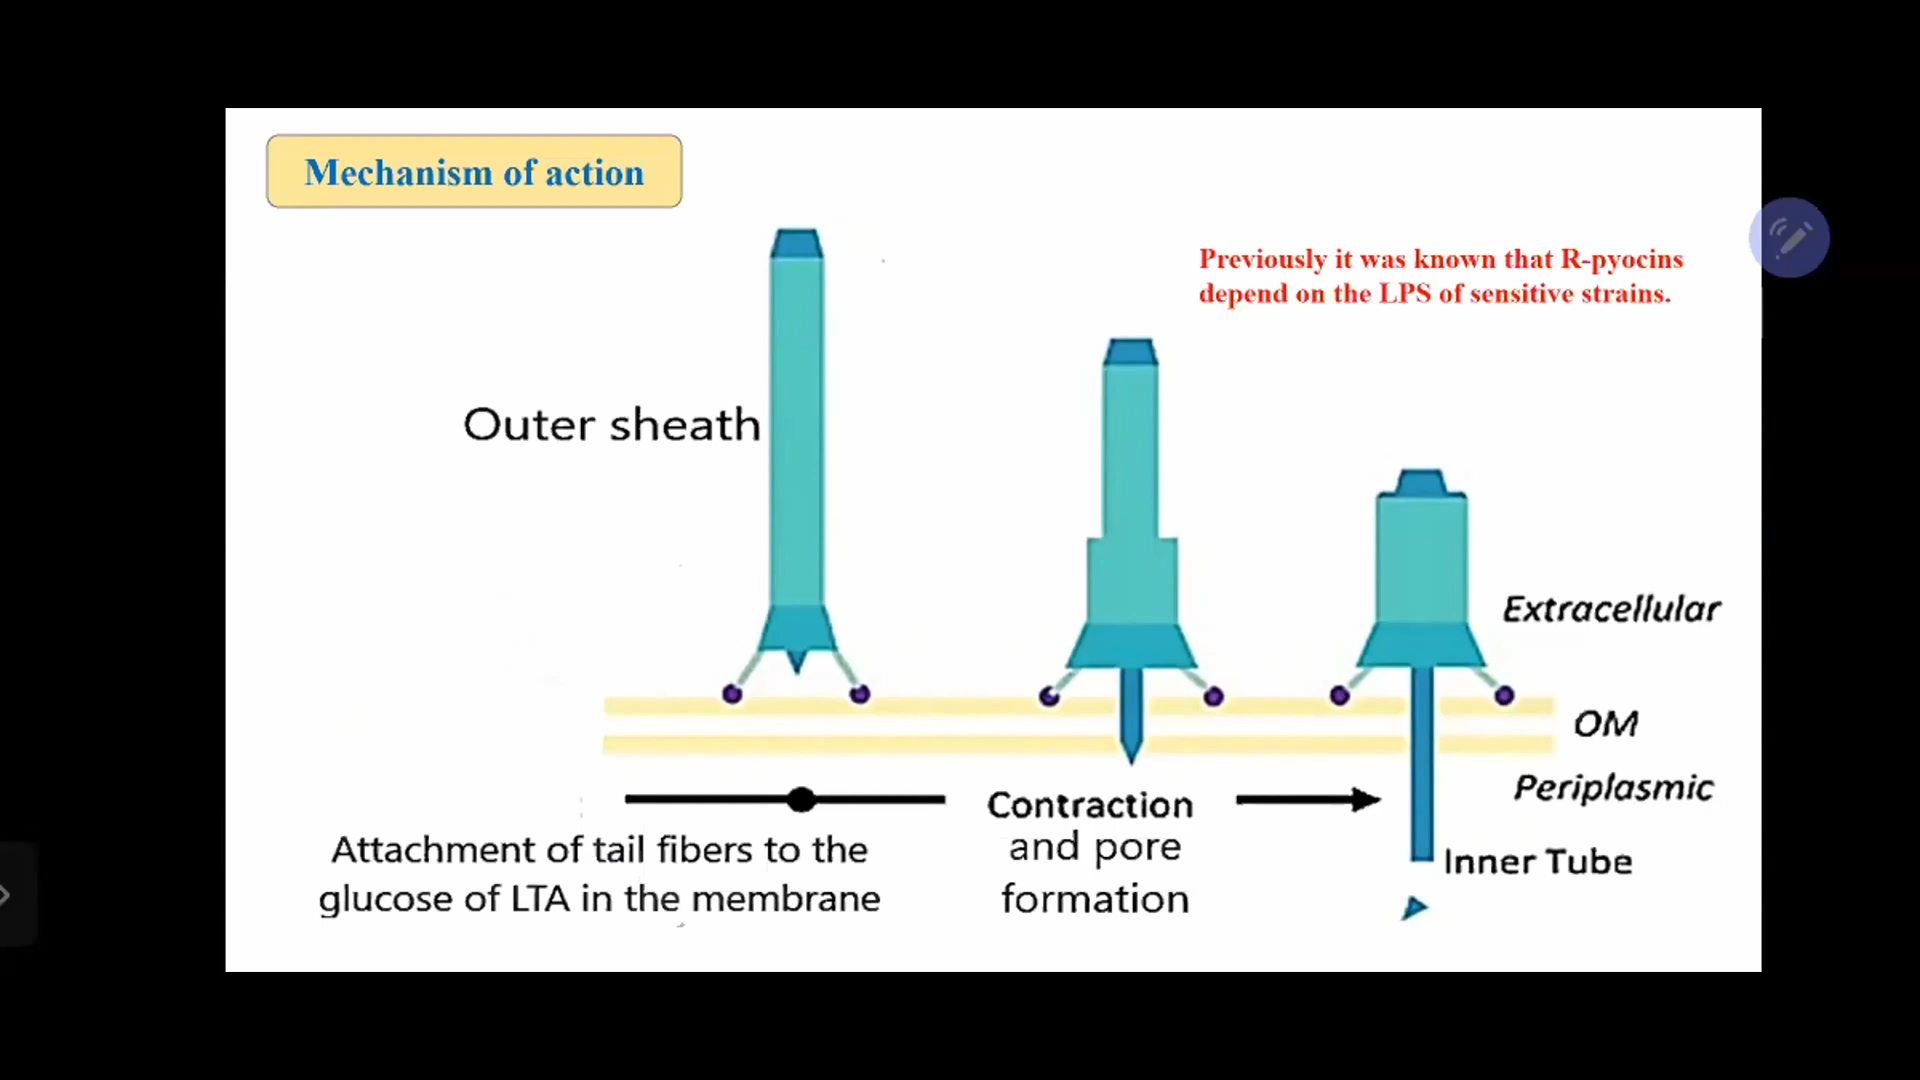 Mechanism of action
Previously it was known that R-pyocins
depend on the LPS of sensitive strains.
Outer sheath
Extracellular
OM
Periplasmic
Contraction
and pore
formation
Attachment of tail fibers to the
glucose of LTA in the membrane
Inner Tube